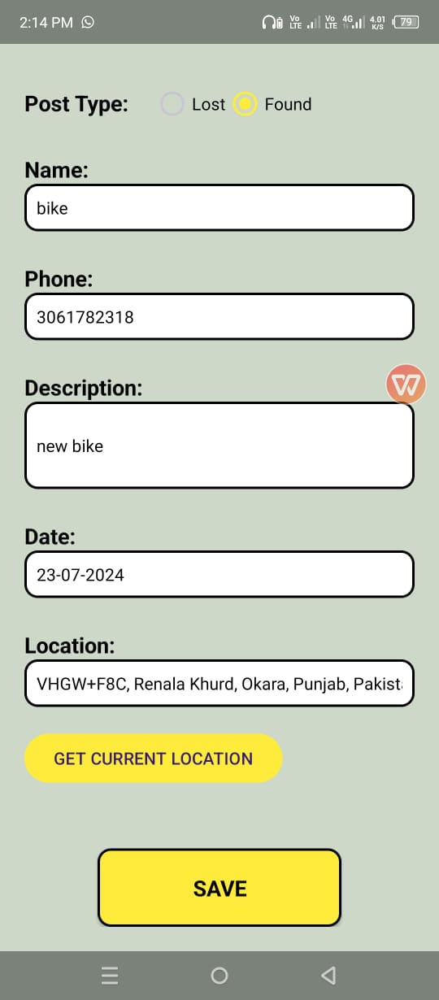 2:14 PM Vo LTE Vo LTE 4G 4.01 K/S 79
Post Type: Lost Found
Name:
bike
Phone:
3061782318
Description:
new bike
Date:
23-07-2024
Location:
VHGW+F8C, Renala Khurd, Okara, Punjab, Pakist
GET CURRENT LOCATION
SAVE